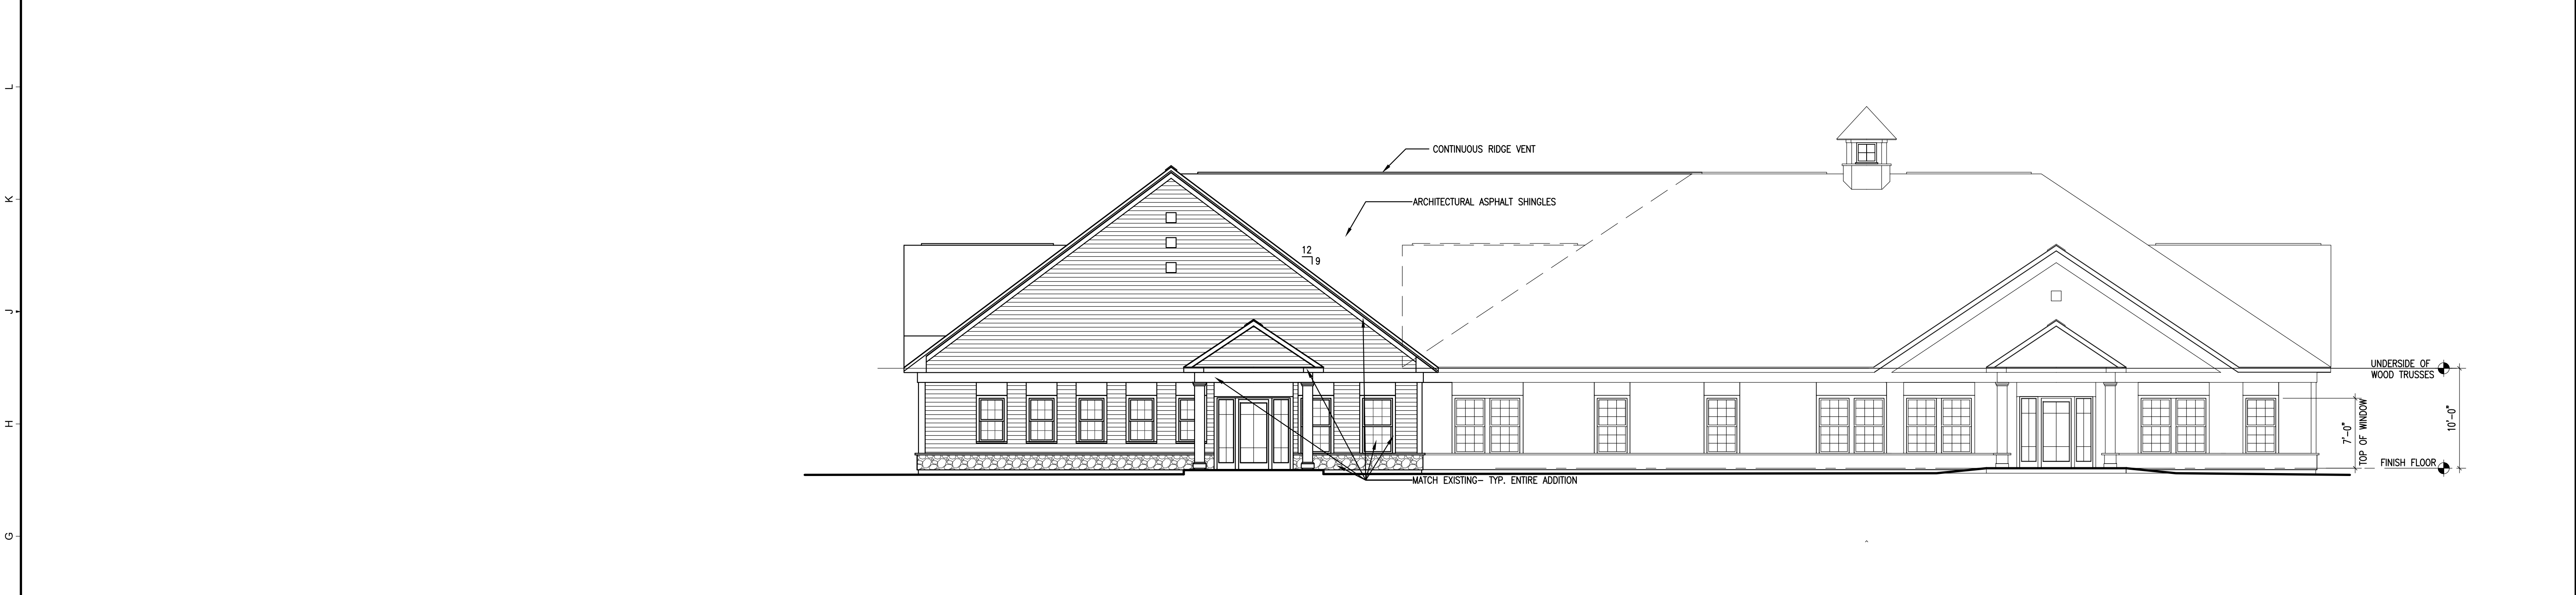 L
K
J
H
G
CONTINUOUS RIDGE VENT
ARCHITECTURAL ASPHALT SHINGLES
12
9
UNDERSIDE OF
WOOD TRUSSES
7'-0"
TOP OF WINDOW
10'-0"
FINISH FLOOR
MATCH EXISTING- TYP. ENTIRE ADDITION